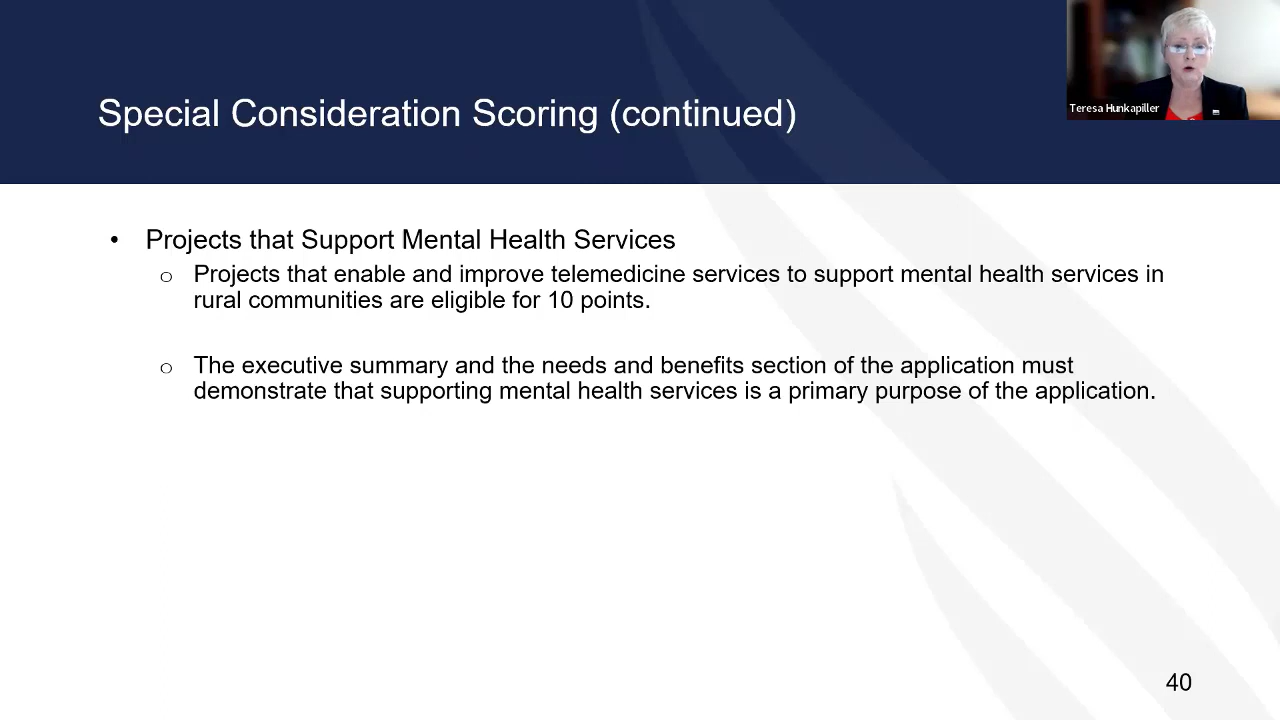 Teresa Hunkapiller
Special Consideration Scoring (continued)
• Projects that Support Mental Health Services
o Projects that enable and improve telemedicine services to support mental health services in
rural communities are eligible for 10 points.
o The executive summary and the needs and benefits section of the application must
demonstrate that supporting mental health services is a primary purpose of the application.
40